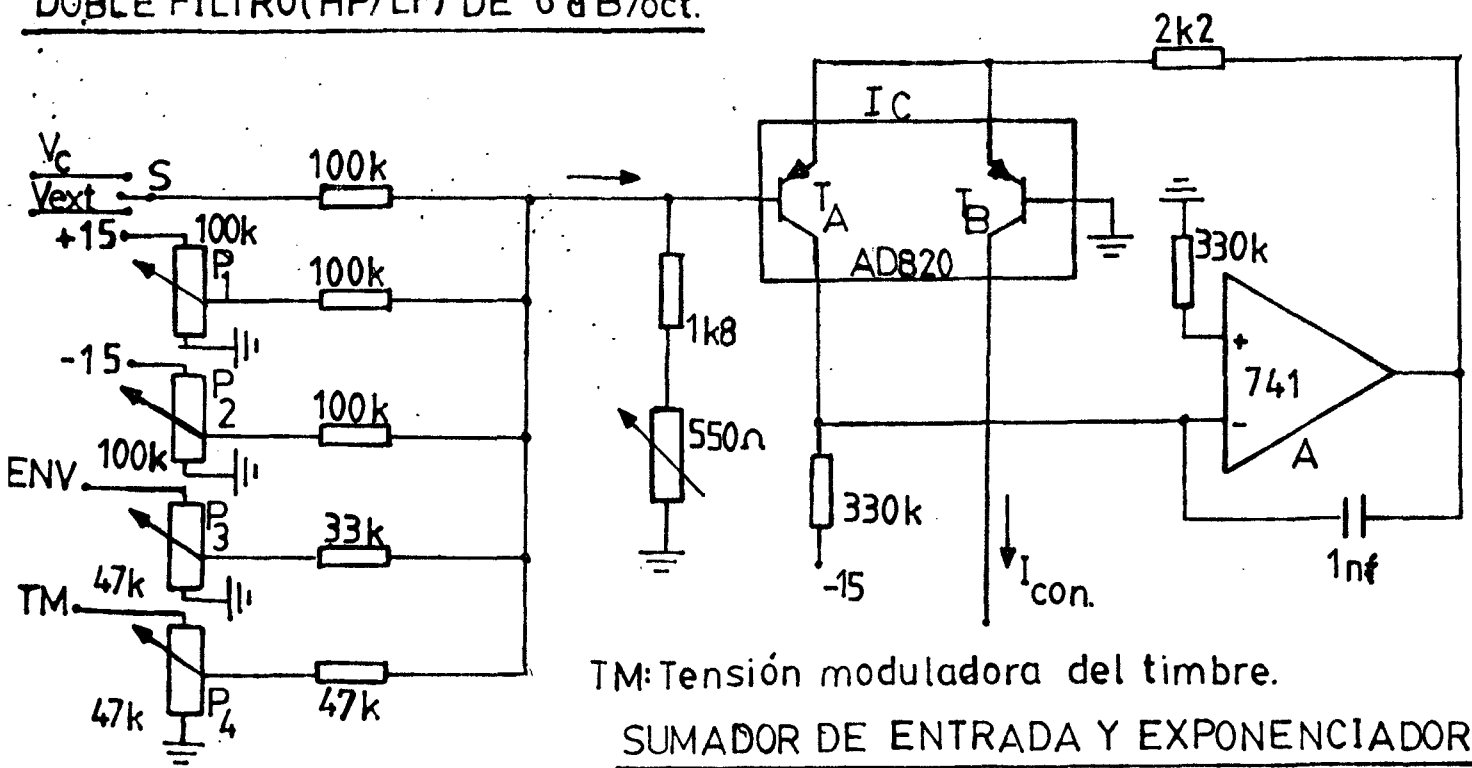 DOBLE FILTRO(HP/LP) DE 6 dB/oct.
2k2
IC
Vc
S
100k
Vext
+15
100k
P1
100k
TA
TB
AD820
330k
+
741
-
A
1k8
-15
P2
100k
100k
550Ω
ENV
P3
33k
330k
47k
-15
Icon.
1nf
TM
P4
47k
47k
TM: Tensión moduladora del timbre.
SUMADOR DE ENTRADA Y EXPONENCIADOR